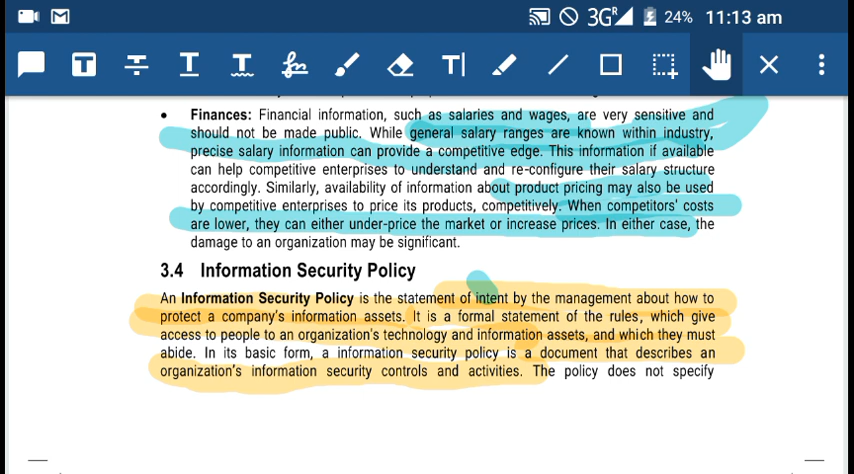 3G R 24% 11:13 am
• Finances: Financial information, such as salaries and wages, are very sensitive and
should not be made public. While general salary ranges are known within industry,
precise salary information can provide a competitive edge. This information if available
can help competitive enterprises to understand and re-configure their salary structure
accordingly. Similarly, availability of information about product pricing may also be used
by competitive enterprises to price its products, competitively. When competitors' costs
are lower, they can either under-price the market or increase prices. In either case, the
damage to an organization may be significant.
3.4 Information Security Policy
An Information Security Policy is the statement of intent by the management about how to
protect a company's information assets. It is a formal statement of the rules, which give
access to people to an organization's technology and information assets, and which they must
abide. In its basic form, a information security policy is a document that describes an
organization's information security controls and activities. The policy does not specify